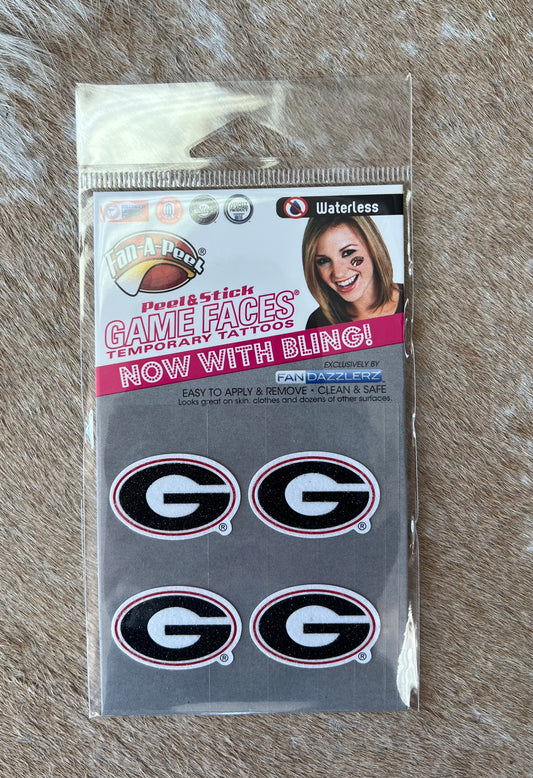 Waterless
Fan-A-Peel®
Peel&Stick
GAME FACES®
TEMPORARY TATTOOS
NOW WITH BLING!
EXCLUSIVELY BY
FANDAZZLERZ
EASY TO APPLY & REMOVE • CLEAN & SAFE
Looks great on skin, clothes and dozens of other surfaces.
G® G®
G® G®